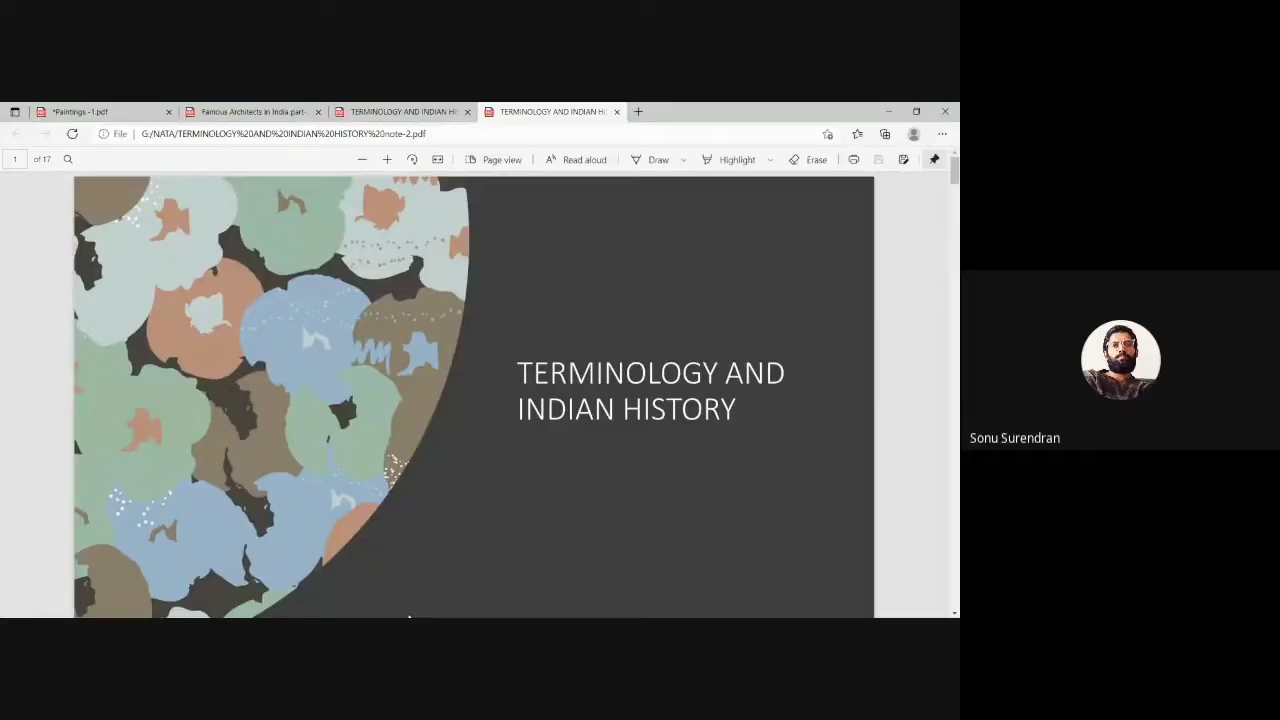 *Paintings -1.pdf
Famous Architects in India part-
TERMINOLOGY AND INDIAN HIS
TERMINOLOGY AND INDIAN HIS
File | G:/NATA/TERMINOLOGY%20AND%20INDIAN%20HISTORY%20note-2.pdf
1 of 17
Page view
Read aloud
Draw
Highlight
Erase
TERMINOLOGY AND
INDIAN HISTORY
Sonu Surendran